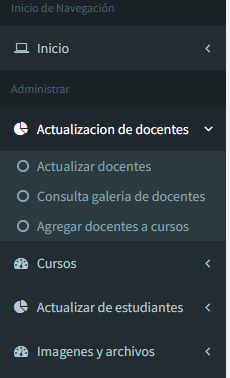 Inicio de Navegación
Inicio
Administrar
Actualizacion de docentes
Actualizar docentes
Consulta galeria de docentes
Agregar docentes a cursos
Cursos
Actualizar de estudiantes
Imagenes y archivos